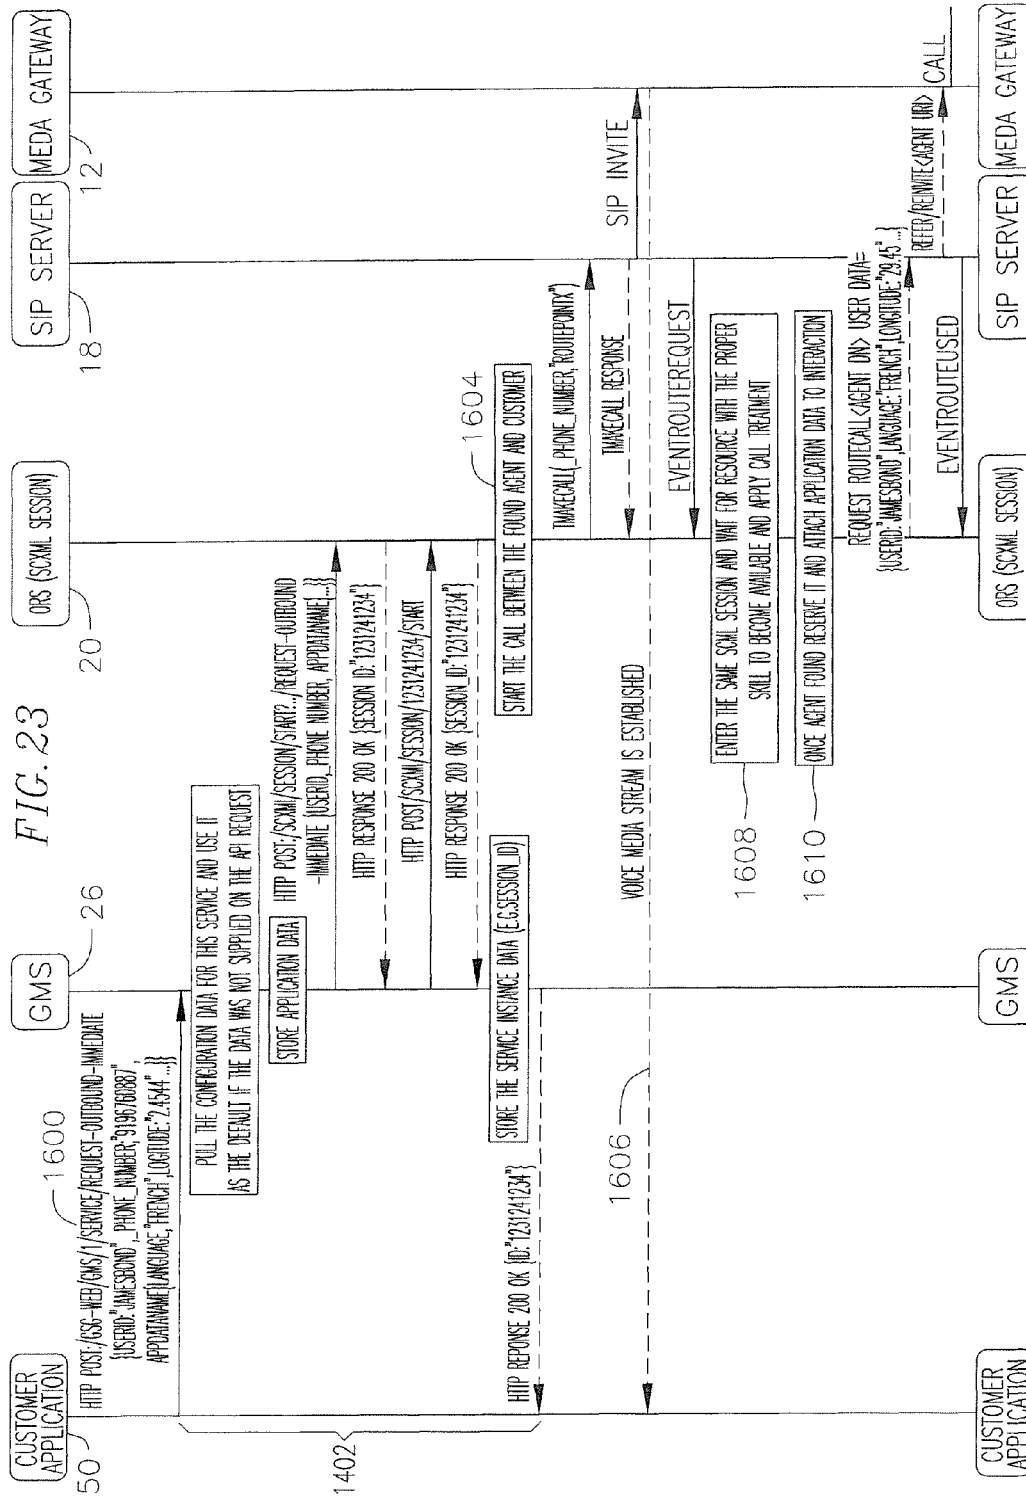 FIG. 23
CUSTOMER
APPLICATION
50
GMS
26
ORS (SCXML SESSION)
20
SIP SERVER
18
MEDA GATEWAY
12
HTTP POST:/GSG-WEB/GMS/1/SERVICE/REQUEST-OUTBOUND-IMMEDIATE
{USERID:"JAMESBOND",_PHONE_NUMBER,"9196760887",
APPDATANAME{LANGUAGE,"FRENCH",LOGITUDE:"2.4544"...}}
1600
PULL THE CONFIGURATION DATA FOR THIS SERVICE AND USE IT
AS THE DEFAULT IF THE DATA WAS NOT SUPPLIED ON THE API REQUEST
STORE APPLICATION DATA
HTTP POST:/SCXMI/SESSION/START?../REQUEST-OUTBOUND
-IMMEDIATE {USERID,_PHONE NUMBER, APPDATANAME{...}}
HTTP RESPONSE 200 OK {SESSION_ID:"1231241234"}
HTTP POST/SCXMI/SESSION/1231241234/START
HTTP RESPONSE 200 OK {SESSION_ID:"1231241234"}
1402
STORE THE SERVICE INSTANCE DATA (E.G.SESSION_ID)
START THE CALL BETWEEN THE FOUND AGENT AND CUSTOMER
1604
HTTP REPONSE 200 OK {ID:"1231241234"}
TMAKECALL(_PHONE_NUMBER,"ROUTEPOINTX")
TMAKECALL RESPONSE
SIP INVITE
VOICE MEDIA STREAM IS ESTABLISHED
1606
EVENTROUTEREQUEST
ENTER THE SAME SCML SESSION AND WAIT FOR RESOURCE WITH THE PROPER
SKILL TO BECOME AVAILABLE AND APPLY CALL TREATMENT
1608
ONCE AGENT FOUND RESERVE IT AND ATTACH APPLICATION DATA TO INTERACTION
1610
REQUEST ROUTECALL<AGENT DN> USER DATA=
{USERID:"JAMESBOND",LANGUAGE:"FRENCH",LONGITUDE:"29.45"...}
REFER/REINVITE<AGENT URI>
CALL
EVENTROUTEUSED
CUSTOMER
APPLICATION
GMS
ORS (SCXML SESSION)
SIP SERVER
MEDA GATEWAY